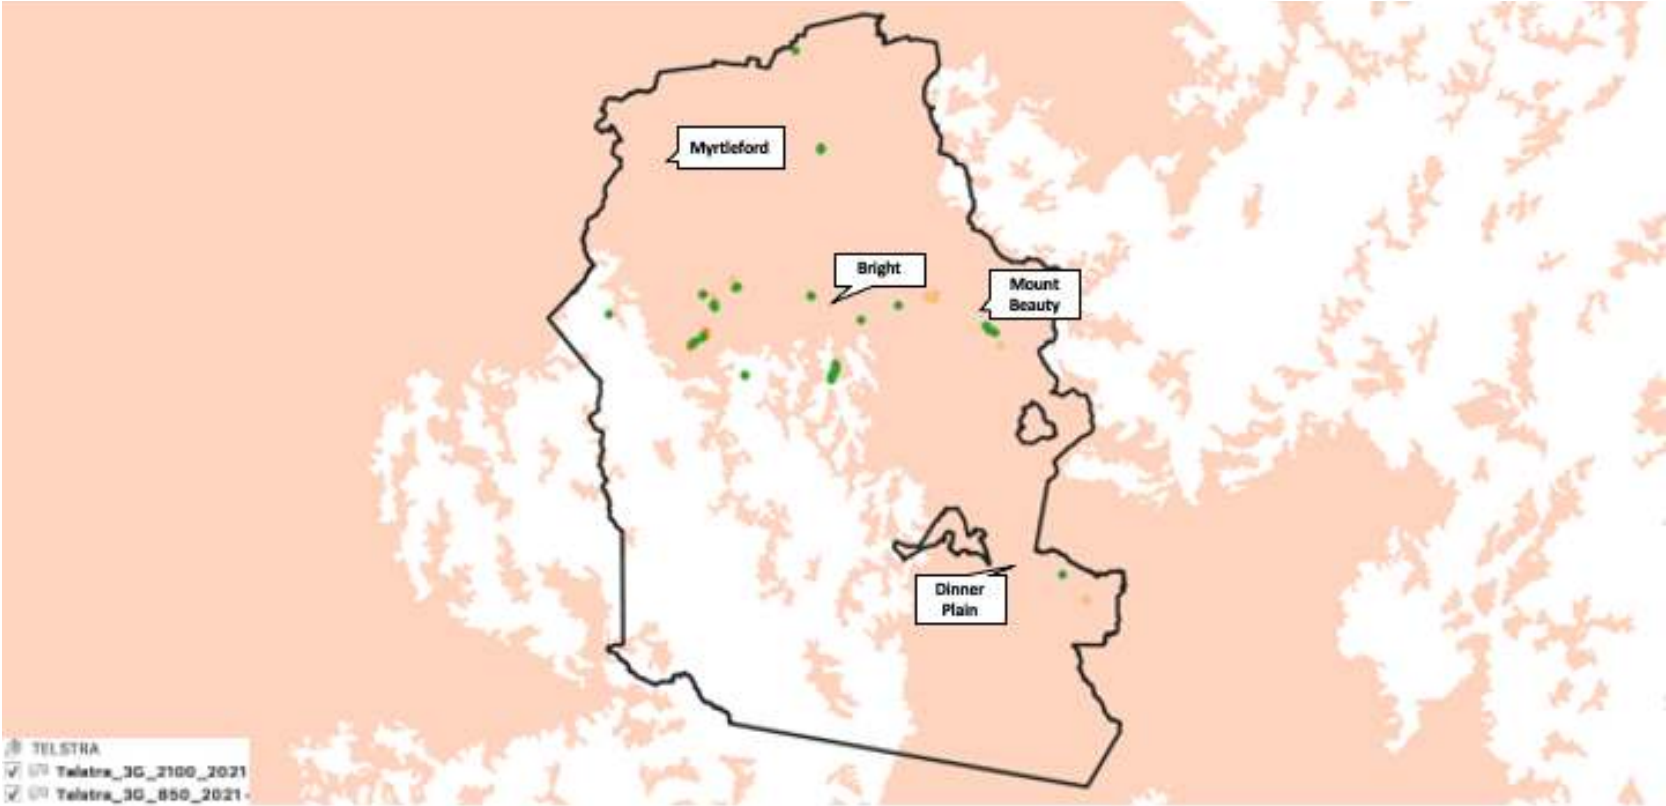 Myrtleford
Bright
Mount
Beauty
Dinner
Plain
TELSTRA
Telstra_3G_2100_2021
Telstra_3G_850_2021-